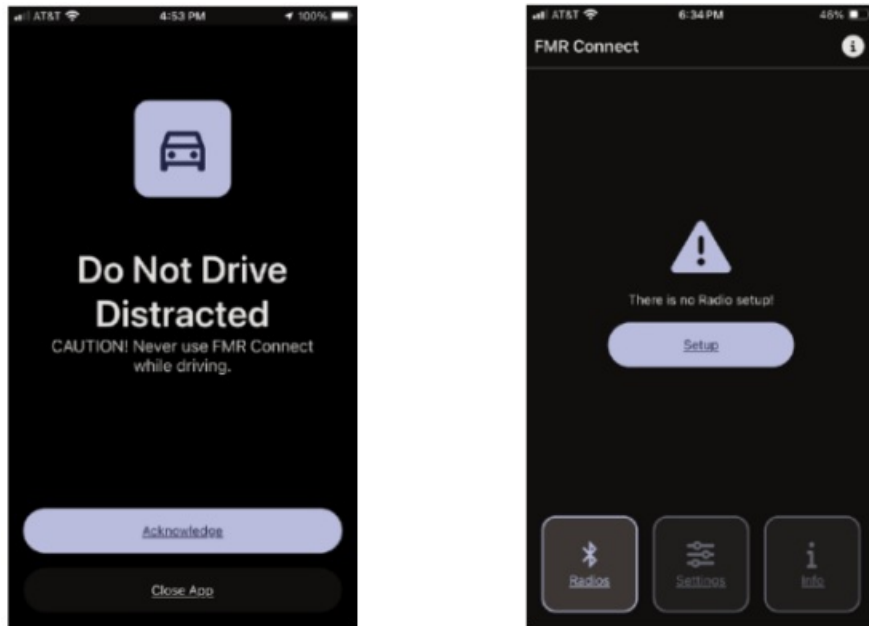 AT&T 4:53 PM 100%
Do Not Drive
Distracted
CAUTION! Never use FMR Connect
while driving.
Acknowledge
Close App
AT&T 6:34 PM 46%
FMR Connect
i
There is no Radio setup!
Setup
Radios Settings Info